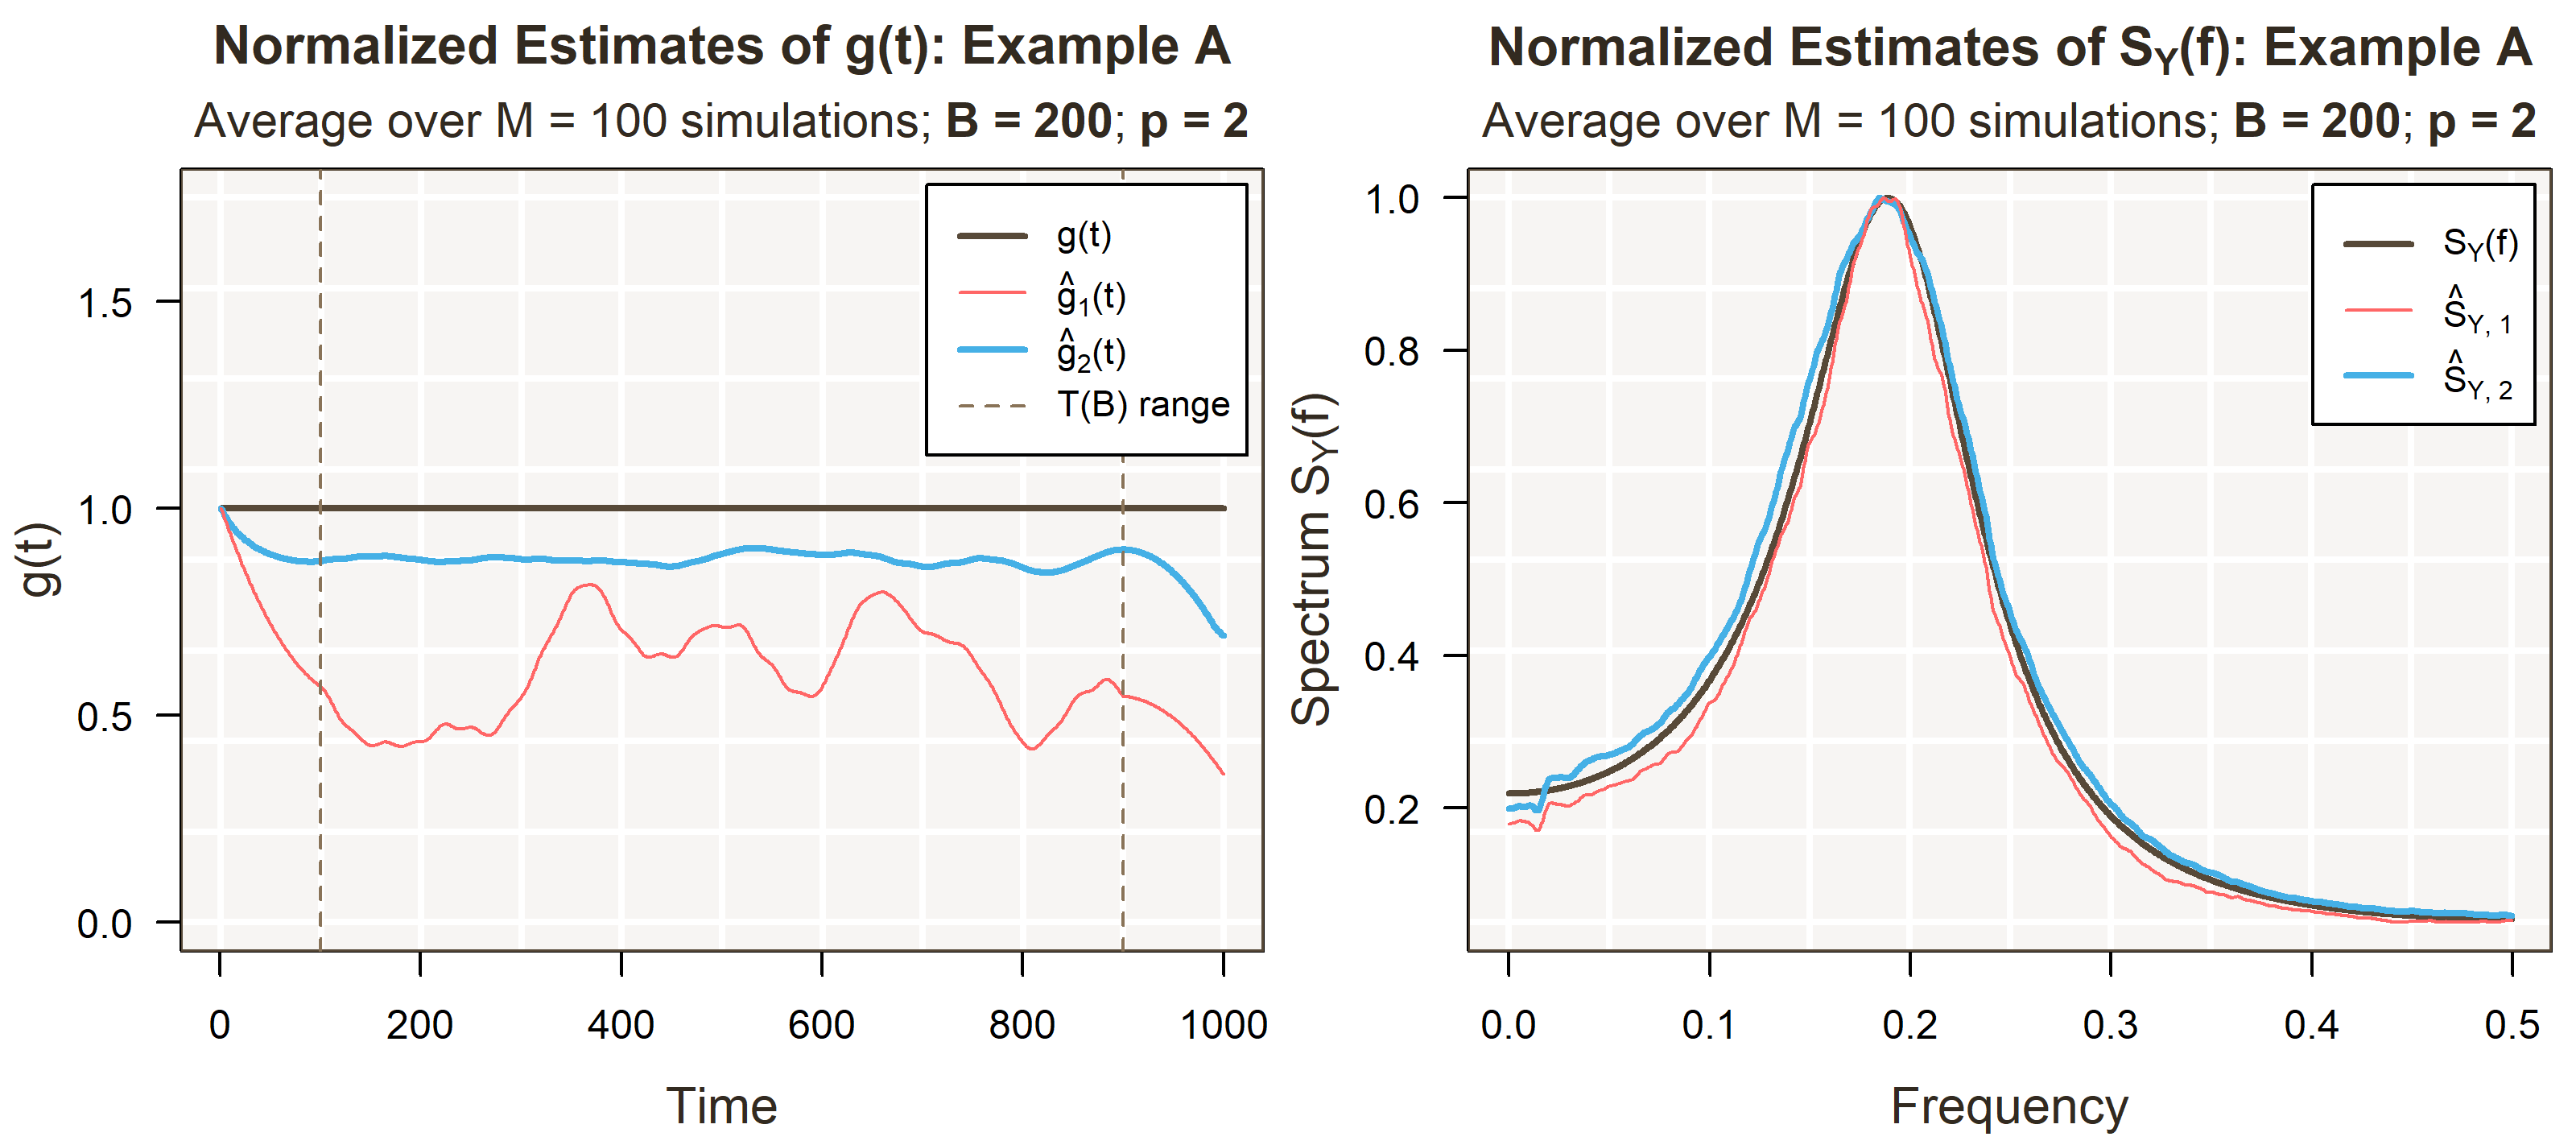 Normalized Estimates of g(t): Example A
Average over M = 100 simulations; B = 200; p = 2
g(t)
1.5
1.0
0.5
0.0
g(t)
ĝ1(t)
ĝ2(t)
T(B) range
0 200 400 600 800 1000
Time
Normalized Estimates of SY(f): Example A
Average over M = 100 simulations; B = 200; p = 2
Spectrum SY(f)
1.0
0.8
0.6
0.4
0.2
SY(f)
ŜY, 1
ŜY, 2
0.0 0.1 0.2 0.3 0.4 0.5
Frequency